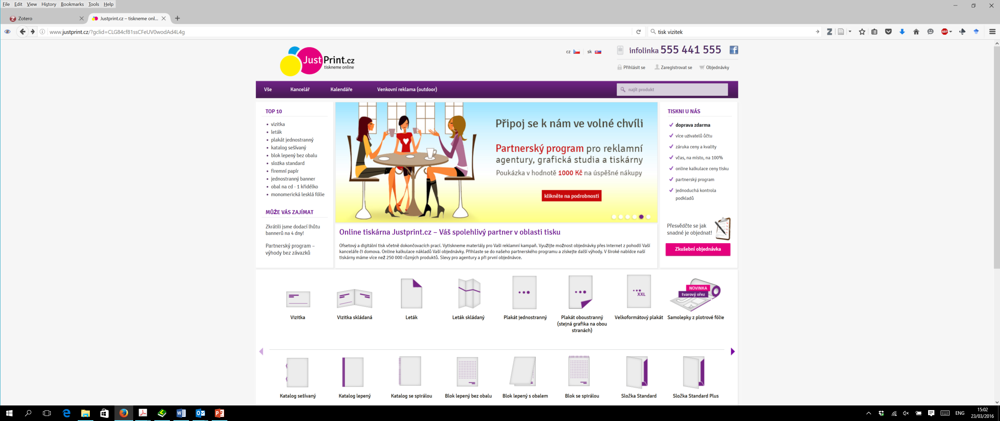 File Edit View History Bookmarks Tools Help
Zotero
Justprint.cz – tiskneme onl...
www.justprint.cz/?gclid=CLG84cf81ssCFeUV0wodAd4L4g
tisk vizitek
ABP
JustPrint.cz
tiskneme online
cz
sk
infolinka 555 441 555
Přihlásit se
Zaregistrovat se
Objednávky
Vše
Kancelář
Kalendáře
Venkovní reklama (outdoor)
najít produkt
TOP 10
vizitka
leták
plakát jednostranný
katalog sešívaný
blok lepený bez obalu
složka standard
firemní papír
jednostranný banner
obal na cd - 1 křidélko
monomerická lesklá fólie
MŮŽE VÁS ZAJÍMAT
Zkrátili jsme dodací lhůtu
bannerů na 4 dny!
Partnerský program –
výhody bez závazků
Připoj se k nám ve volné chvíli
Partnerský program pro reklamní
agentury, grafická studia a tiskárny
Poukázka v hodnotě 1000 Kč na úspěšné nákupy
klikněte na podrobnosti
Online tiskárna Justprint.cz – Váš spolehlivý partner v oblasti tisku
Ofsetový a digitální tisk včetně dokončovacích prací. Vytiskneme materiály pro Vaši reklamní kampaň. Využijte možnost objednávky přes internet z pohodlí Vaší
kanceláře či domova. Online kalkulace nákladů Vaší objednávky. Přihlaste se do našeho partnerského programu a získejte další výhody. V široké nabídce naší
tiskárny máme více než 250 000 různých produktů. Slevy pro agentury a při první objednávce.
TISKNI U NÁS
doprava zdarma
více uživatelů ůčtu
záruka ceny a kvality
včas, na místo, na 100%
online kalkulace ceny tisku
partnerský program
jednoduchá kontrola
podkladů
Přesvědčte se jak
snadné je objednat!
Zkušební objednávka
XXL
NOVINKA
tvarový ořez
Vizitka
Vizitka skládaná
Leták
Leták skládaný
Plakát jednostranný
Plakát oboustranný
(stejná grafika na obou
stranách)
Velkoformátový plakát
Samolepky z plotrové fólie
Katalog sešívaný
Katalog lepený
Katalog se spirálou
Blok lepený bez obalu
Blok lepený s obalem
Blok se spirálou
Složka Standard
Složka Standard Plus
ENG
15:02
23/03/2016